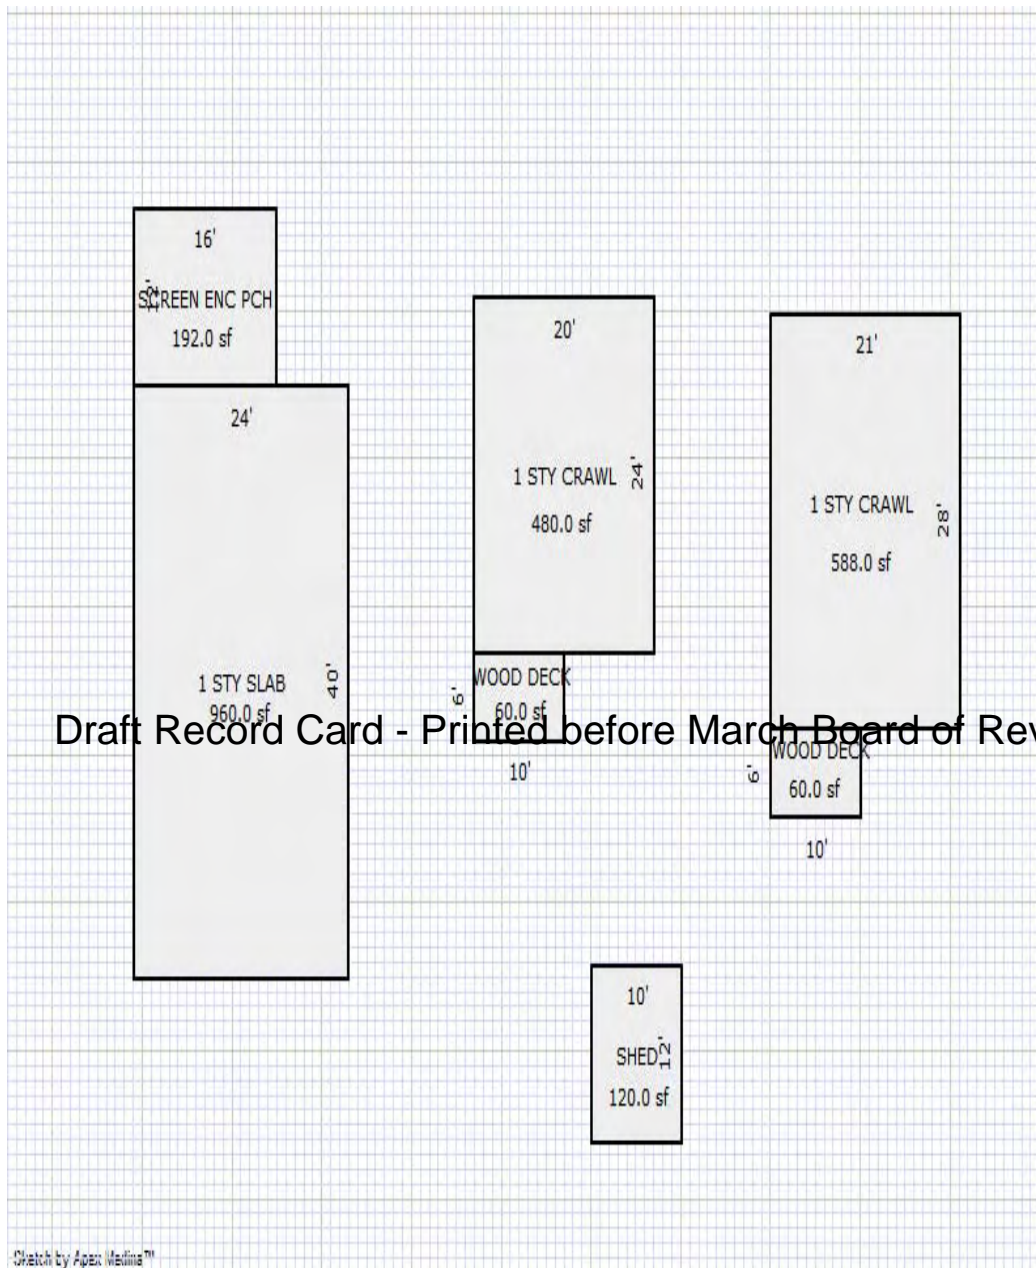 16'
12'
SCREEN ENC PCH
192.0 sf
24'
40'
1 STY SLAB
960.0 sf
20'
24'
1 STY CRAWL
480.0 sf
WOOD DECK
6'
60.0 sf
10'
21'
1 STY CRAWL
28'
588.0 sf
WOOD DECK
6'
60.0 sf
10'
Draft Record Card - Printed before March Board of Rev
10'
SHED
12'
120.0 sf
Sketch by Apex Medina™